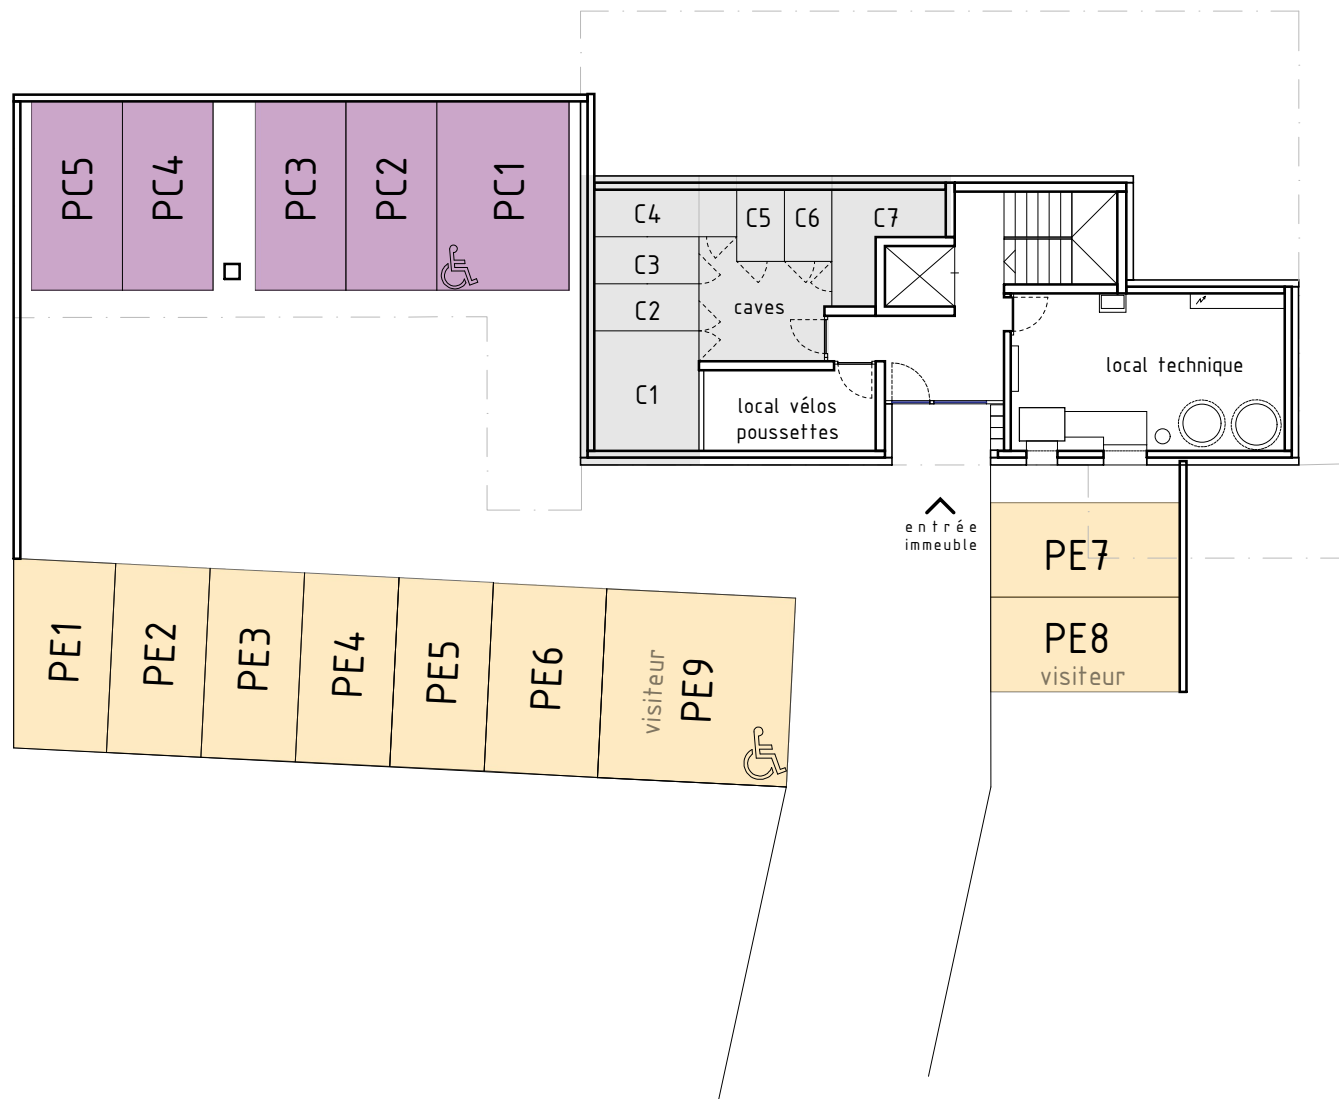 PC5
PC4
PC3
PC2
PC1
C4
C5
C6
C7
C3
C2
caves
C1
local vélos
poussettes
local technique
entrée
immeuble
PE7
PE8
visiteur
PE1
PE2
PE3
PE4
PE5
PE6
visiteur
PE9